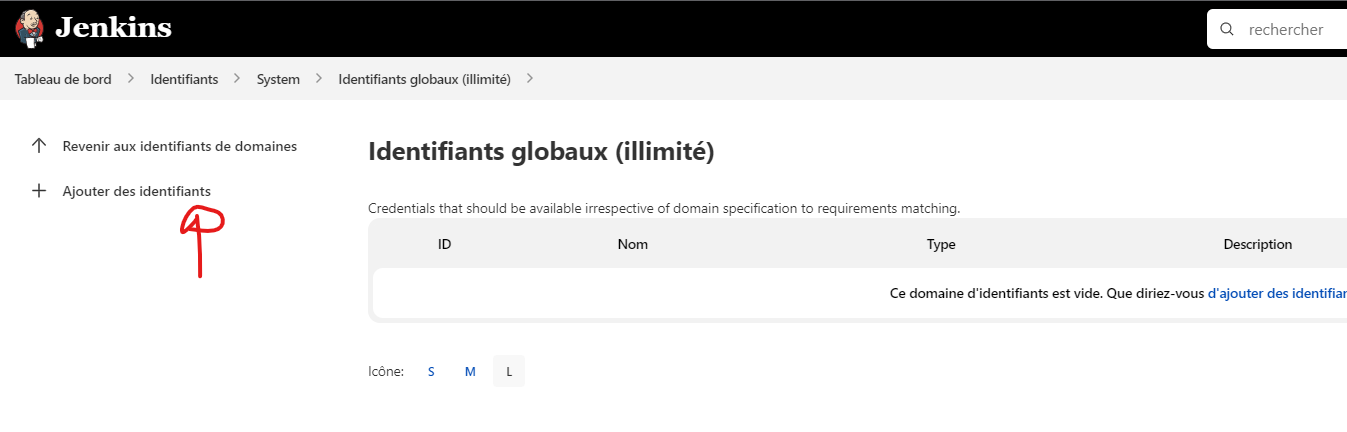 Jenkins
rechercher
Tableau de bord > Identifiants > System > Identifiants globaux (illimité) >
Revenir aux identifiants de domaines
Ajouter des identifiants
Identifiants globaux (illimité)
Credentials that should be available irrespective of domain specification to requirements matching.
ID Nom Type Description
Ce domaine d'identifiants est vide. Que diriez-vous d'ajouter des identifian
Icône: S M L